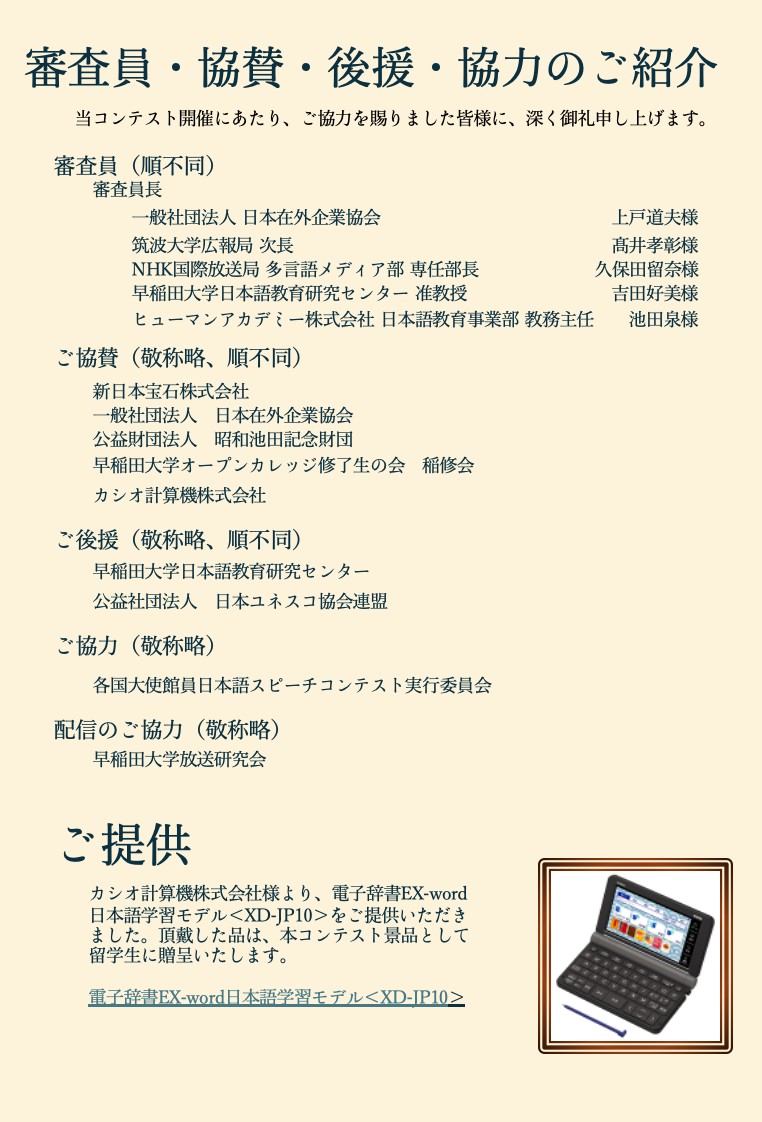 審査員・協賛・後援・協力のご紹介
当コンテスト開催にあたり、ご協力を賜りました皆様に、深く御礼申し上げます。
審査員（順不同）
審査員長
一般社団法人 日本在外企業協会 上戸道夫様
筑波大学広報局 次長 髙井孝彰様
NHK国際放送局 多言語メディア部 専任部長 久保田留奈様
早稲田大学日本語教育研究センター 准教授 吉田好美様
ヒューマンアカデミー株式会社 日本語教育事業部 教務主任 池田泉様
ご協賛（敬称略、順不同）
新日本宝石株式会社
一般社団法人　日本在外企業協会
公益財団法人　昭和池田記念財団
早稲田大学オープンカレッジ修了生の会　稲修会
カシオ計算機株式会社
ご後援（敬称略、順不同）
早稲田大学日本語教育研究センター
公益社団法人　日本ユネスコ協会連盟
ご協力（敬称略）
各国大使館員日本語スピーチコンテスト実行委員会
配信のご協力（敬称略）
早稲田大学放送研究会
ご提供
カシオ計算機株式会社様より、電子辞書EX-word
日本語学習モデル＜XD-JP10＞をご提供いただき
ました。頂戴した品は、本コンテスト景品として
留学生に贈呈いたします。
電子辞書EX-word日本語学習モデル＜XD-JP10＞